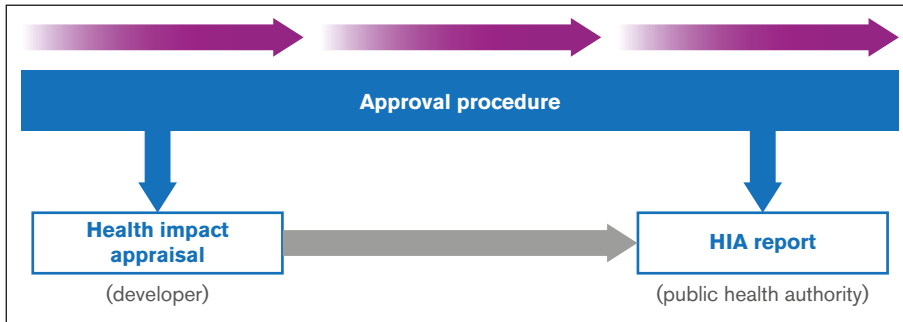 Approval procedure
Health impact
appraisal
HIA report
(developer)
(public health authority)